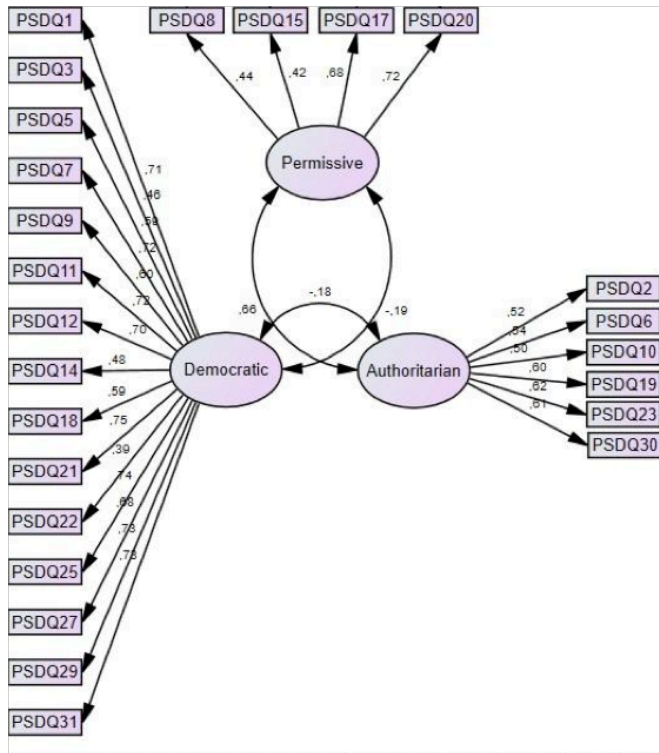 PSDQ1
PSDQ8
PSDQ15
PSDQ17
PSDQ20
PSDQ3
PSDQ5
PSDQ7
PSDQ9
PSDQ11
PSDQ12
PSDQ14
PSDQ18
PSDQ21
PSDQ22
PSDQ25
PSDQ27
PSDQ29
PSDQ31
,44
,42
,68
,72
Permissive
,71
,46
,59
,72
,60
,72
,70
,48
,59
,75
,39
,74
,68
,73
,73
Democratic
,66
-,18
-,19
Authoritarian
,52
,54
,50
,60
,62
,61
PSDQ2
PSDQ6
PSDQ10
PSDQ19
PSDQ23
PSDQ30